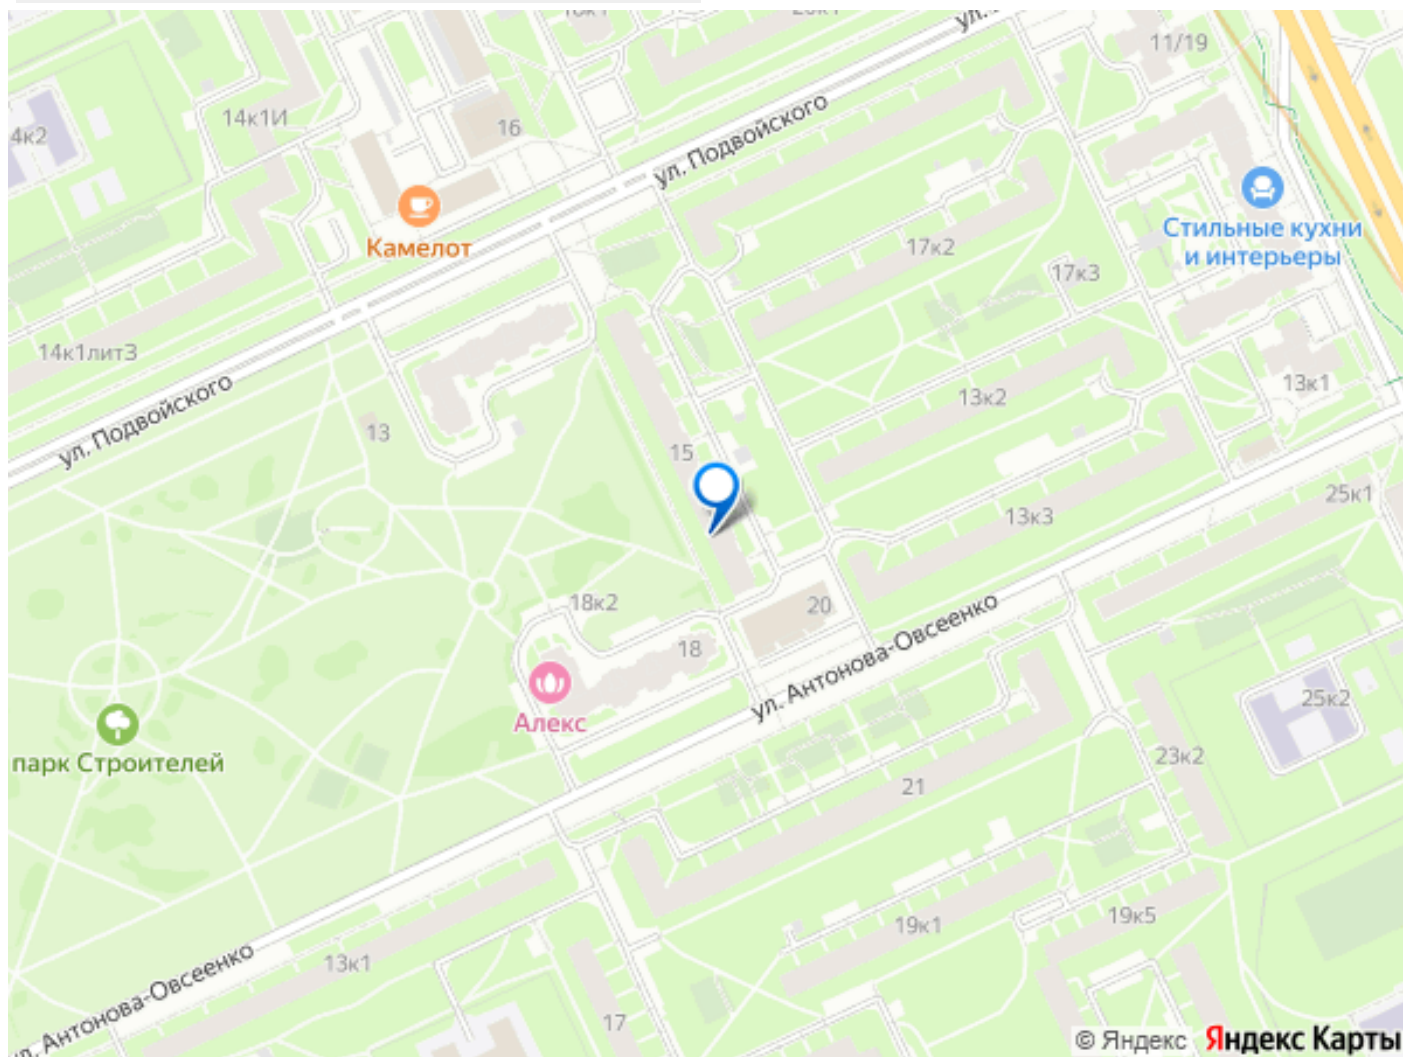 ул.
11/19
14к1И
4к2
16
ул. Подвойского
Камелот
Стильные кухни
и интерьеры
17к2
17к3
14к1лит3
13к1
13к2
ул. Подвойского
13
15
25к1
13к3
18к2
20
ул. Антонова-Овсеенко
18
Алекс
25к2
парк Строителей
23к2
21
19к5
19к1
13к1
ул. Антонова-Овсеенко
17
© Яндекс Яндекс Карты